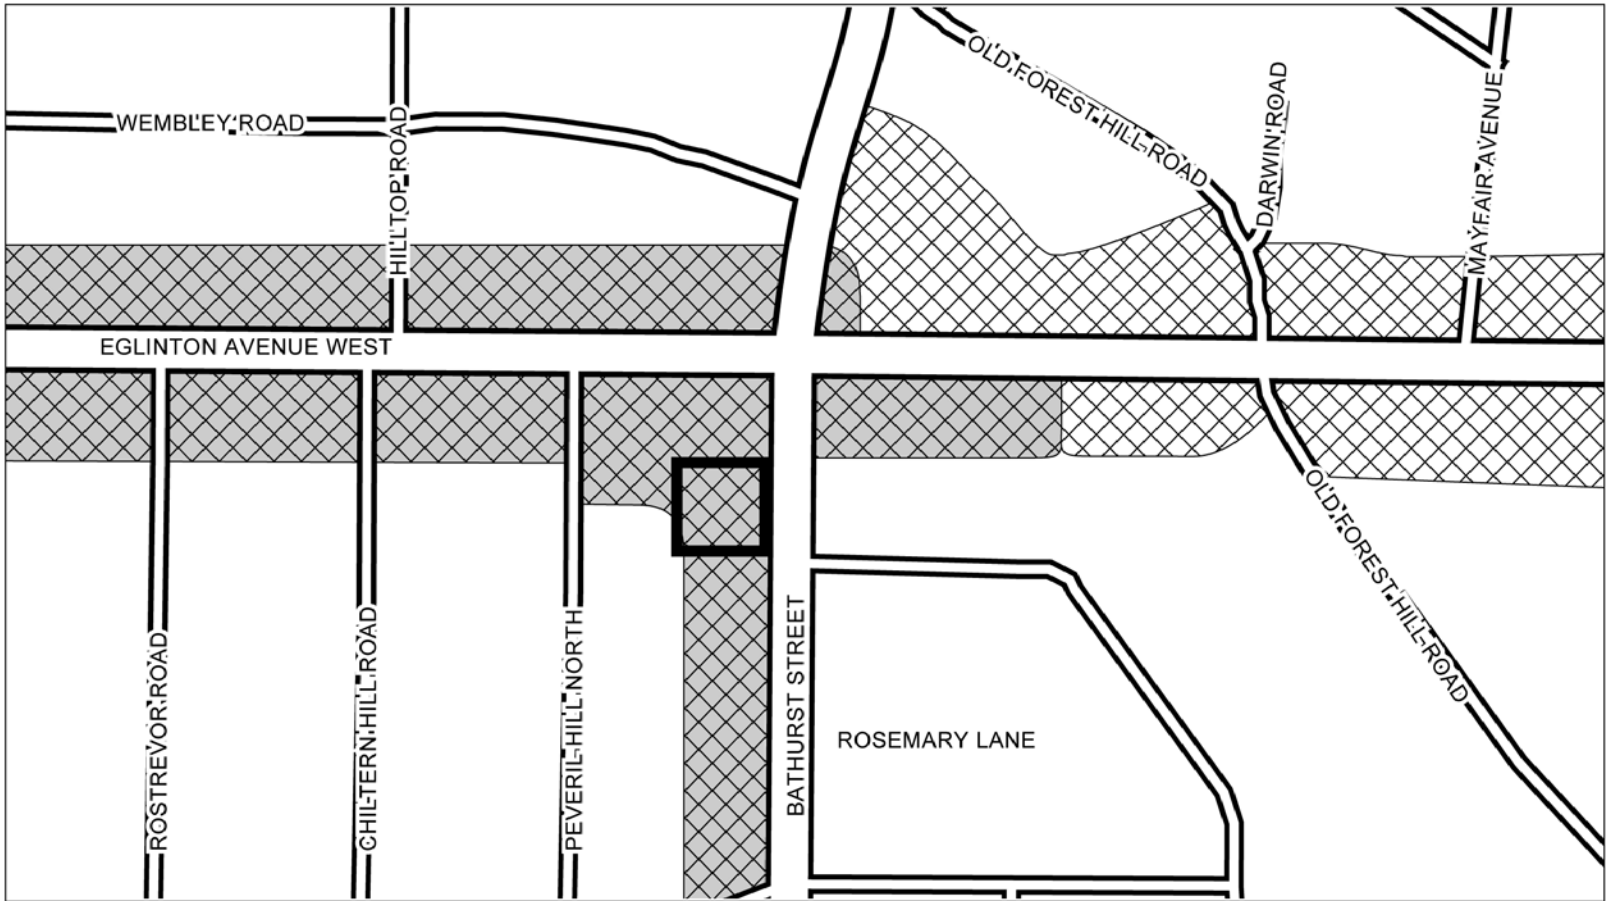 OLD FOREST HILL ROAD
DARWIN ROAD
MAYFAIR AVENUE
WEMBLEY ROAD
HILLTOP ROAD
EGLINTON AVENUE WEST
OLD FOREST HILL ROAD
ROSTREVOR ROAD
CHILTERN HILL ROAD
PEVERIL HILL NORTH
BATHURST STREET
ROSEMARY LANE